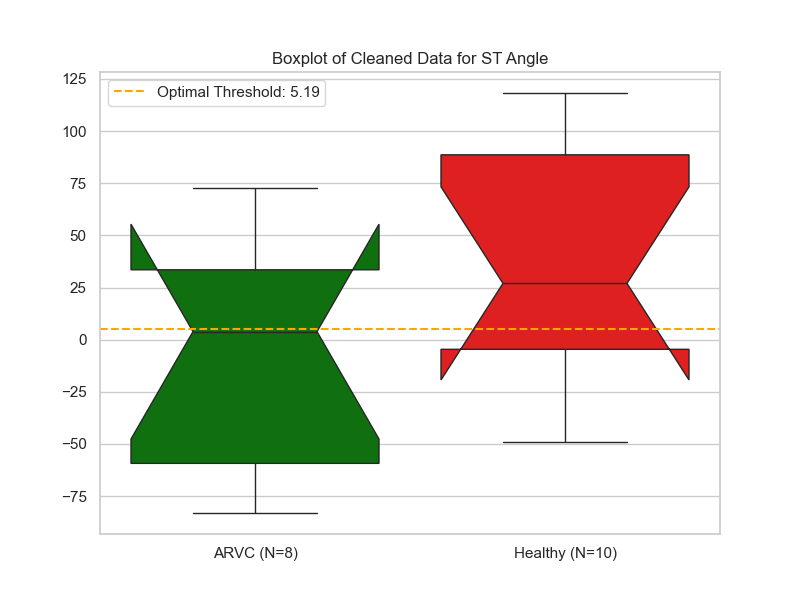 Boxplot of Cleaned Data for ST Angle
Optimal Threshold: 5.19
125
100
75
50
25
0
−25
−50
−75
ARVC (N=8)
Healthy (N=10)